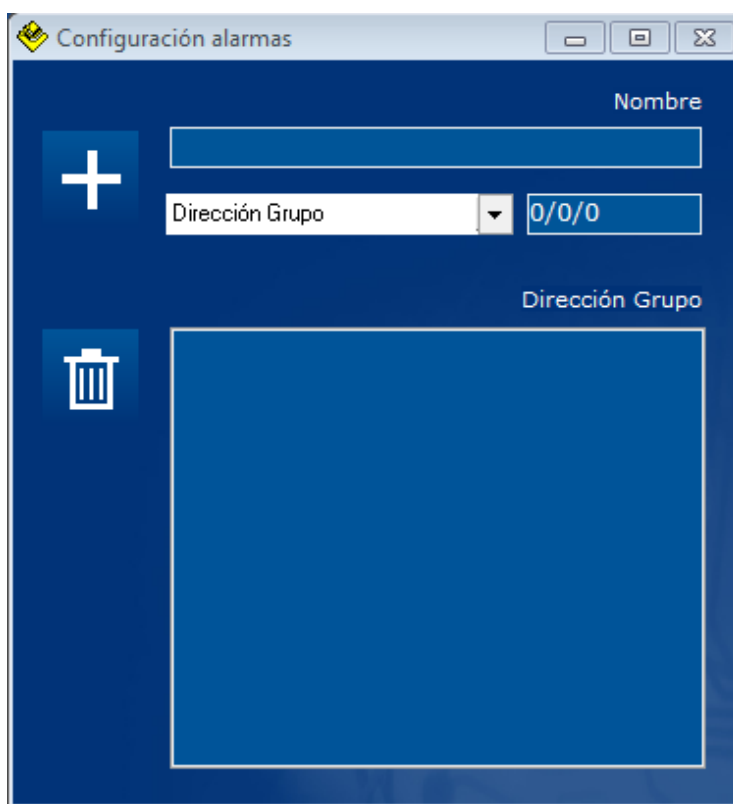 Configuración alarmas
Nombre
Dirección Grupo
0/0/0
Dirección Grupo